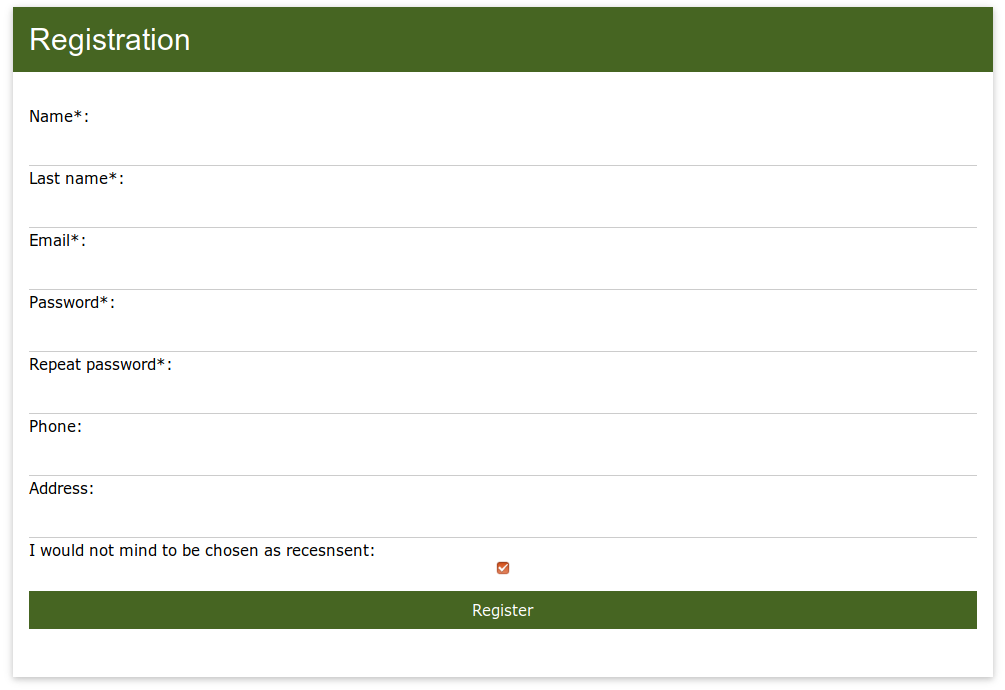 Registration
Name*:
Last name*:
Email*:
Password*:
Repeat password*:
Phone:
Address:
I would not mind to be chosen as recesnsent:
Register